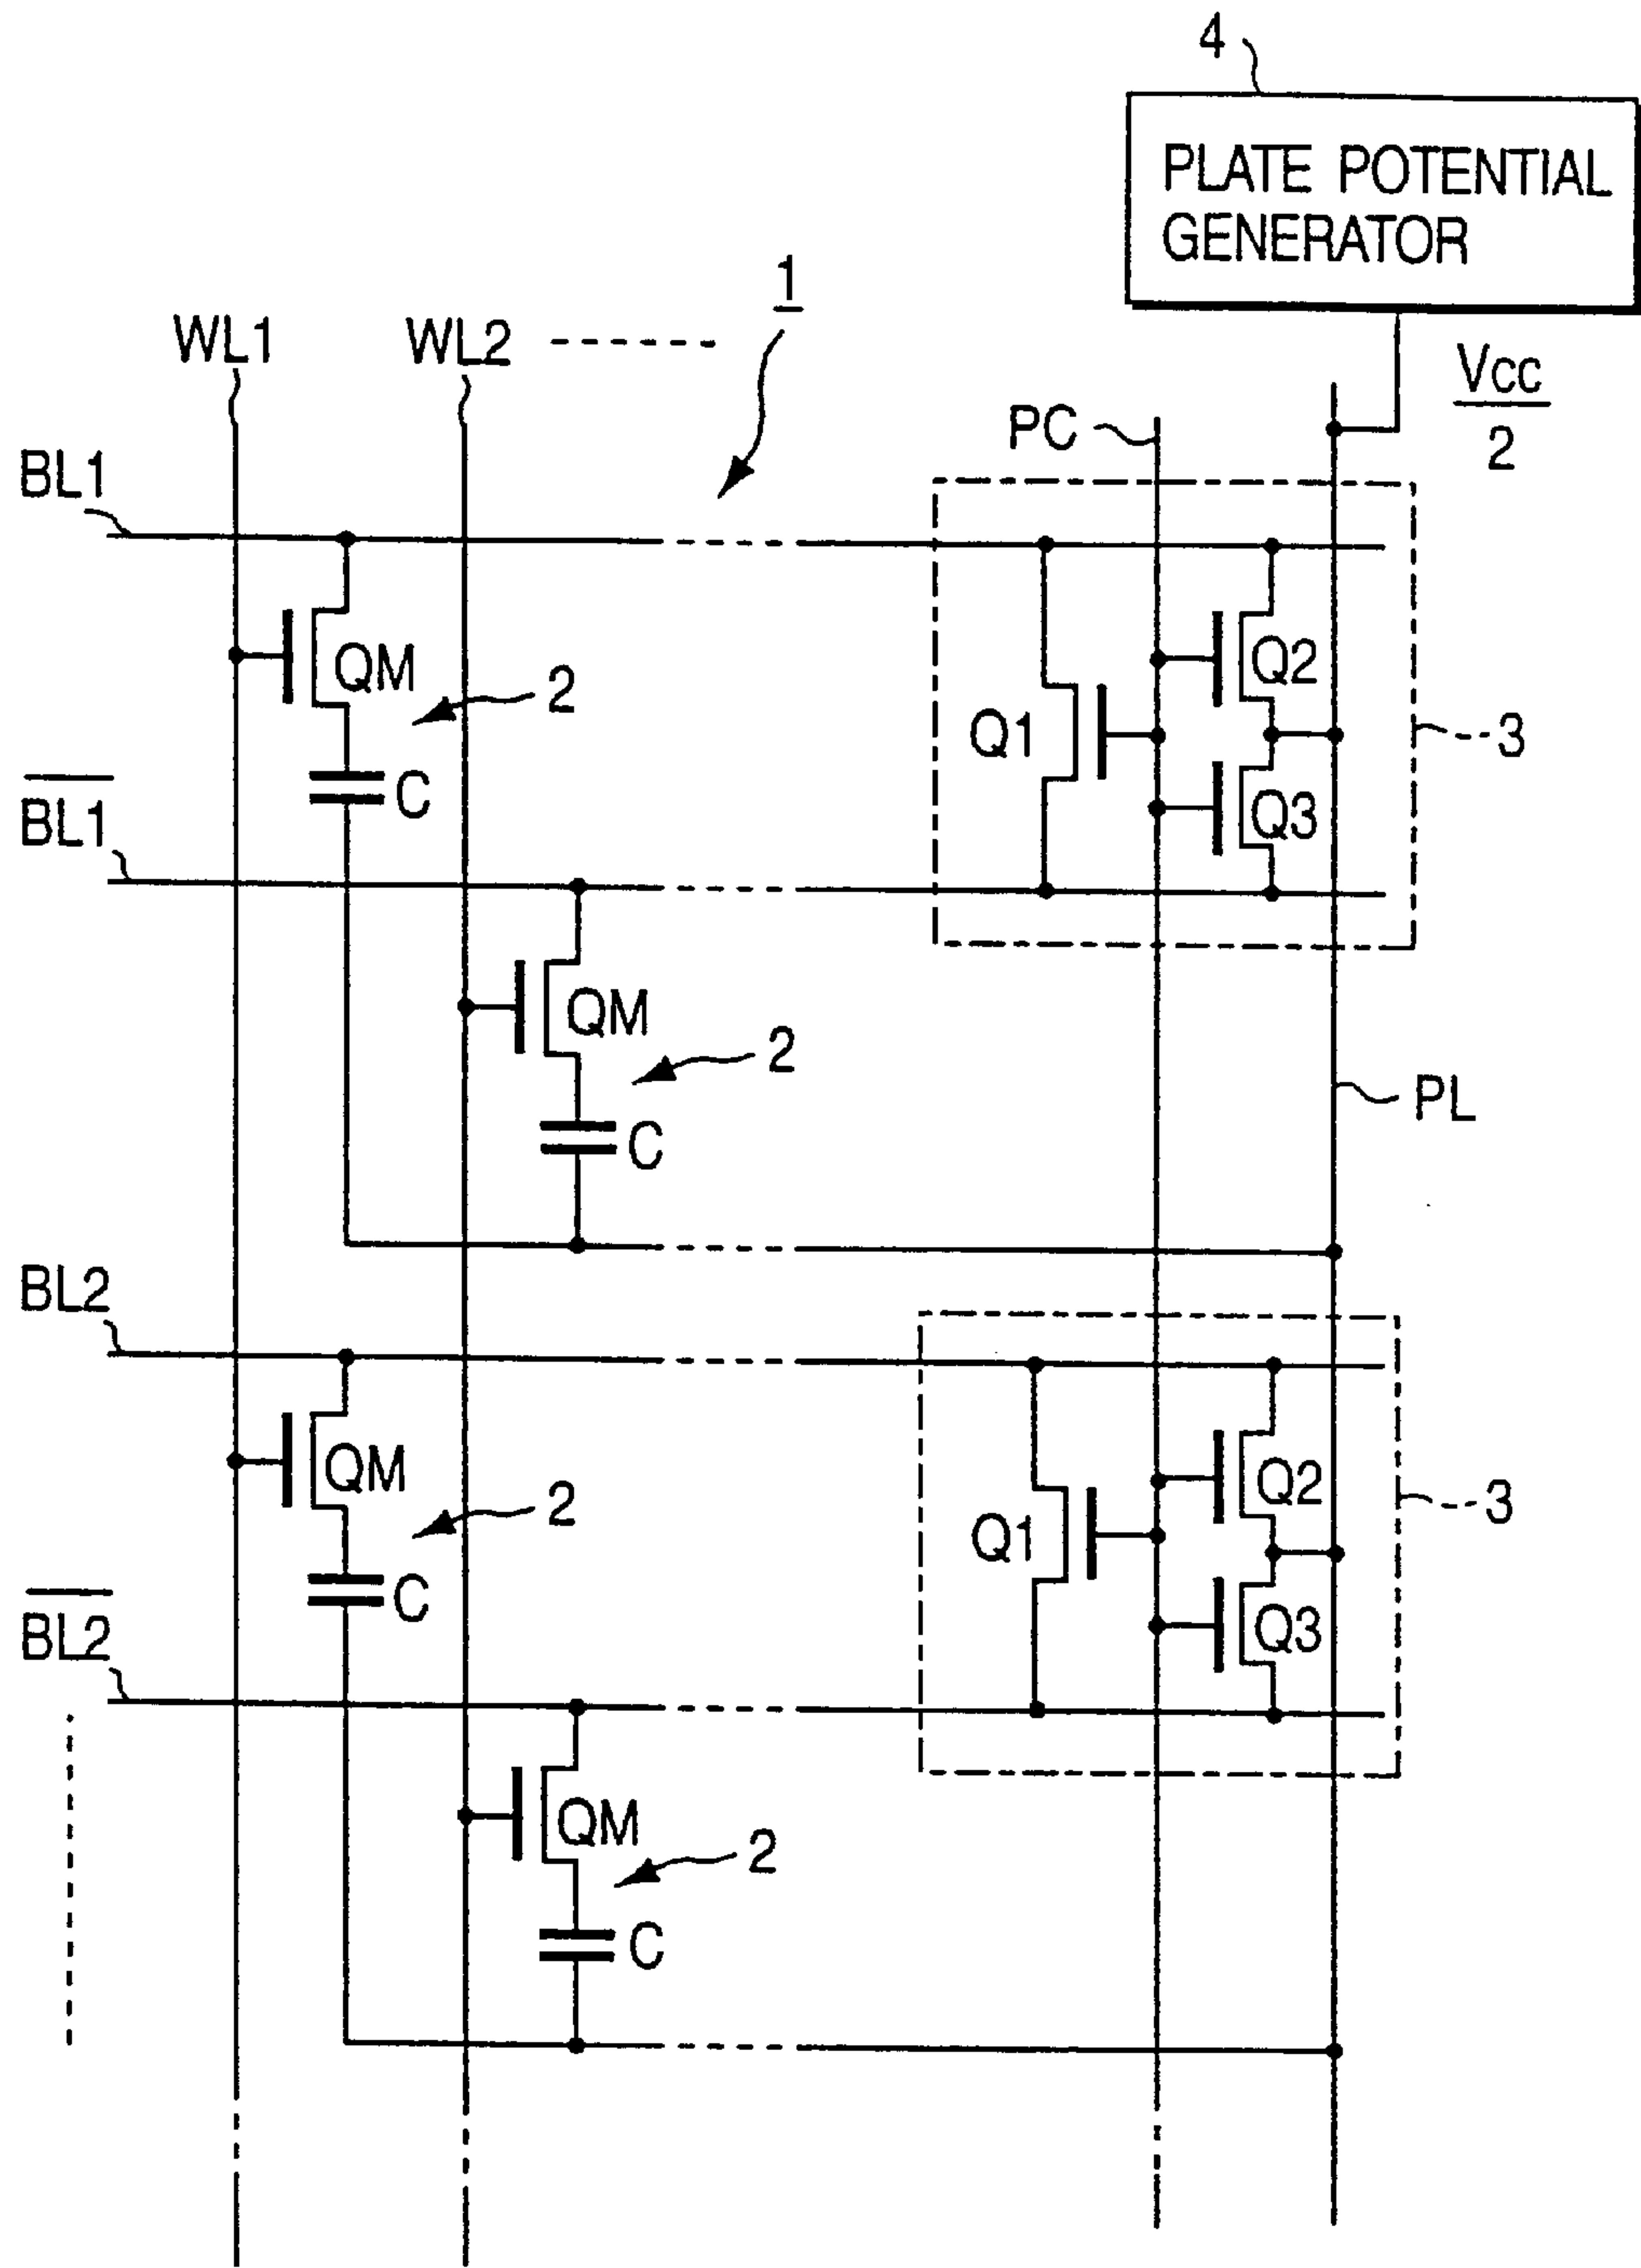 4
PLATE POTENTIAL
GENERATOR
1
WL1
WL2
VCC
2
PC
BL1
QM
2
Q2
Q1
3
C
Q3
BL1
QM
2
PL
C
BL2
QM
Q2
2
3
Q1
C
Q3
BL2
QM
2
C